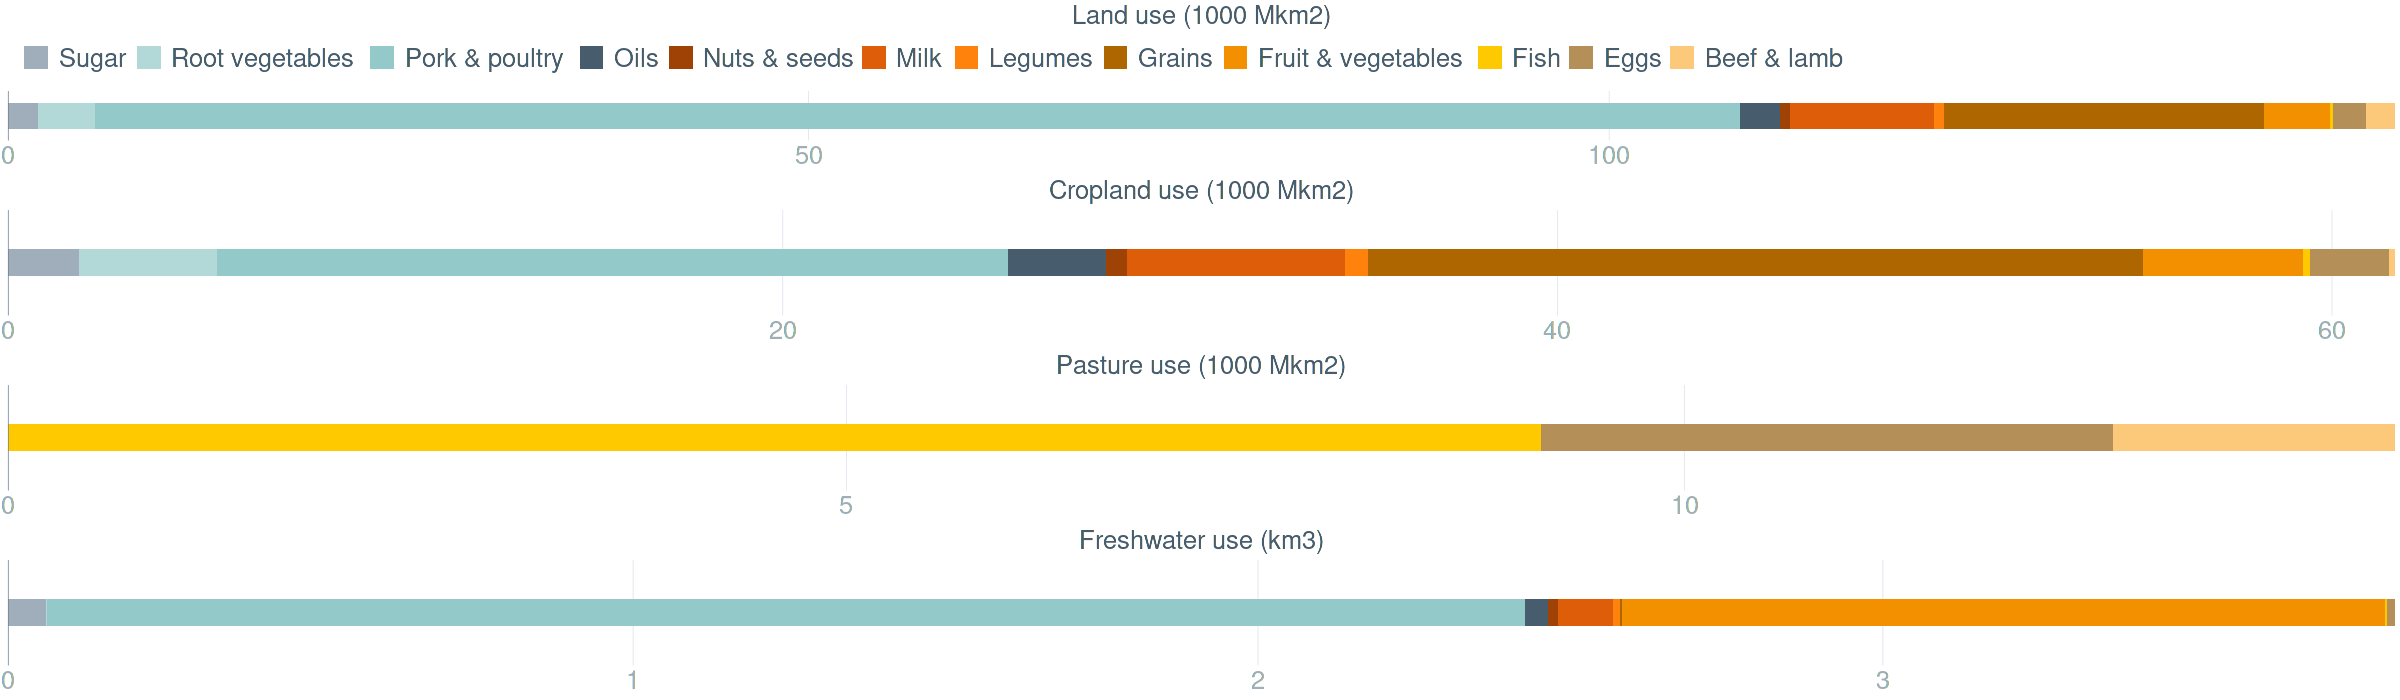 Land use (1000 Mkm2)
Sugar Root vegetables Pork & poultry Oils Nuts & seeds Milk Legumes Grains Fruit & vegetables Fish Eggs Beef & lamb
0 50 100
Cropland use (1000 Mkm2)
0 20 40 60
Pasture use (1000 Mkm2)
0 5 10
Freshwater use (km3)
0 1 2 3